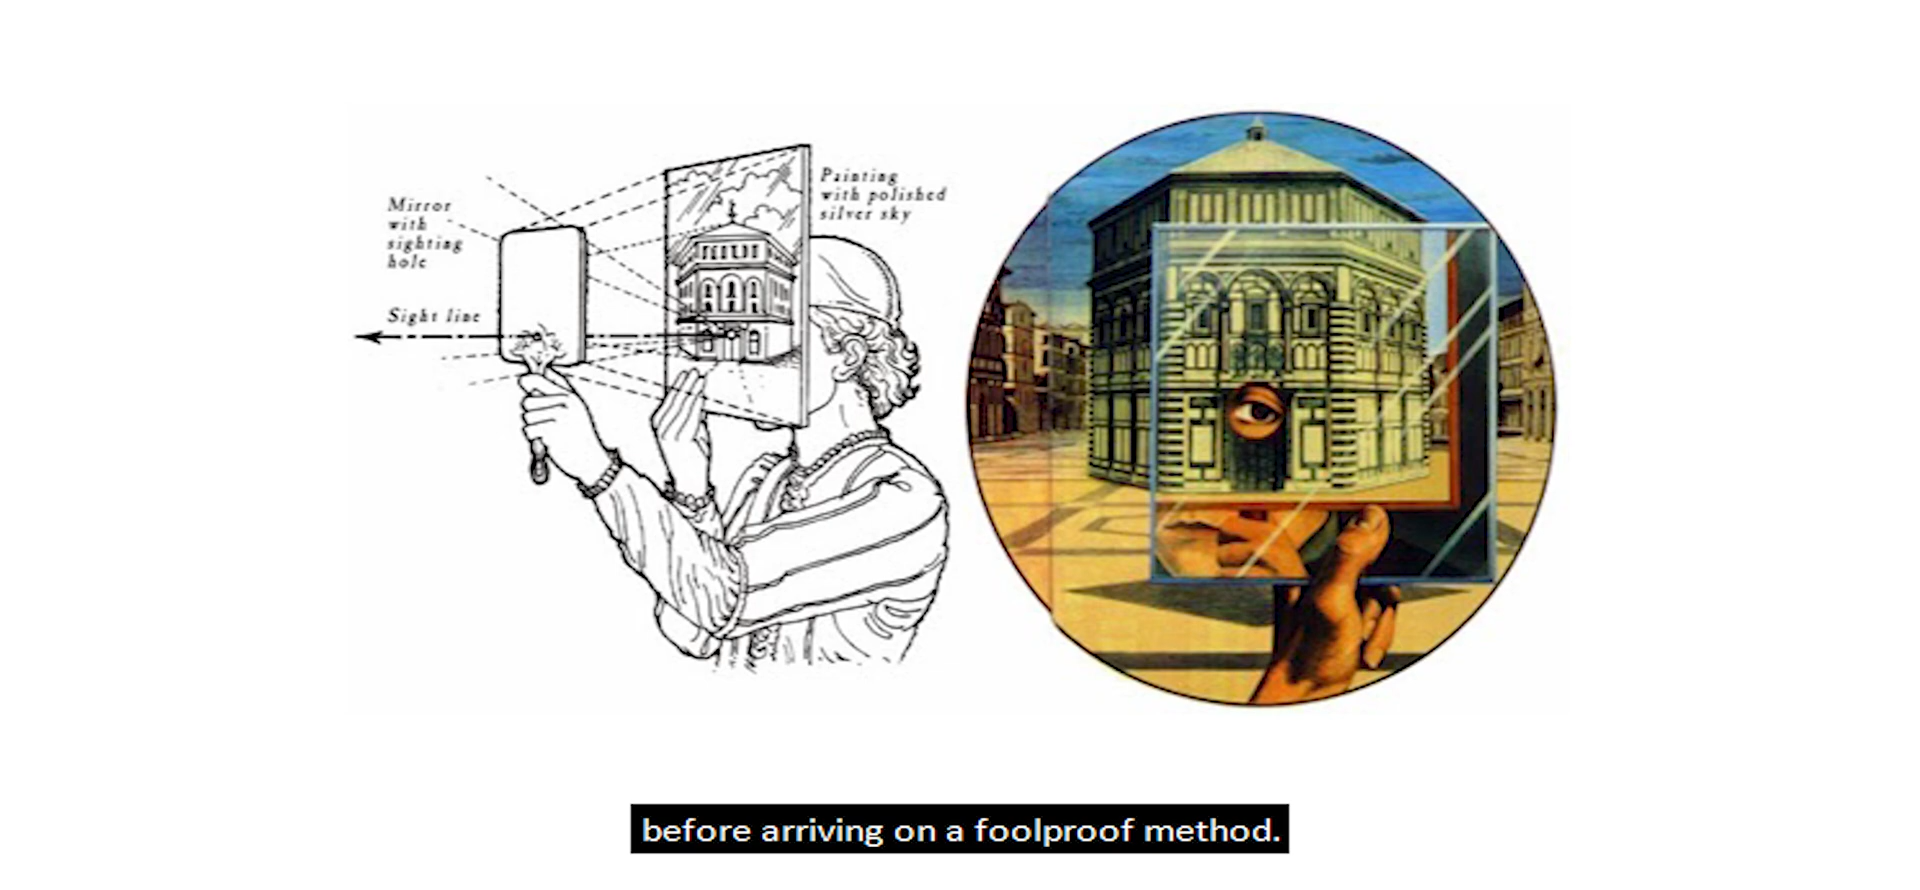 Mirror
with
sighting
hole
Sight line
Painting
with polished
silver sky
before arriving on a foolproof method.